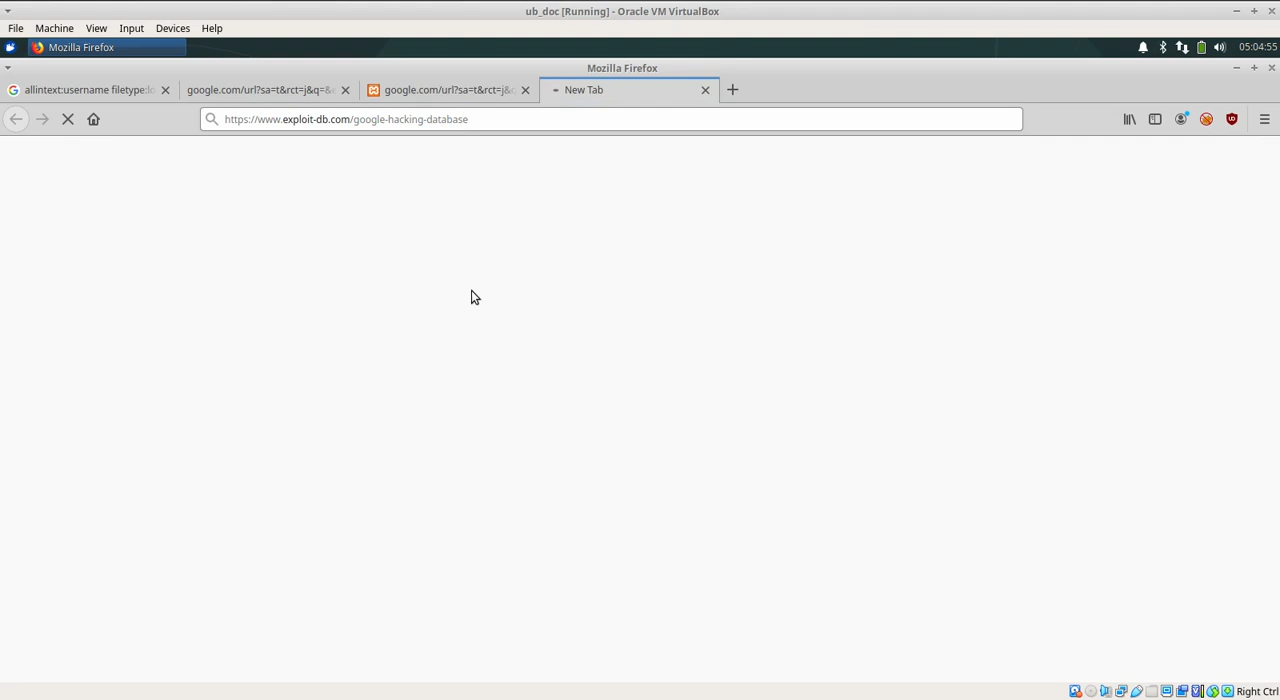 ub_doc [Running] - Oracle VM VirtualBox
File Machine View Input Devices Help
Mozilla Firefox 05:04:55
Mozilla Firefox
allintext:username filetype:lo google.com/url?sa=t&rct=j&q=& google.com/url?sa=t&rct=j& New Tab
https://www.exploit-db.com/google-hacking-database
Right Ctrl